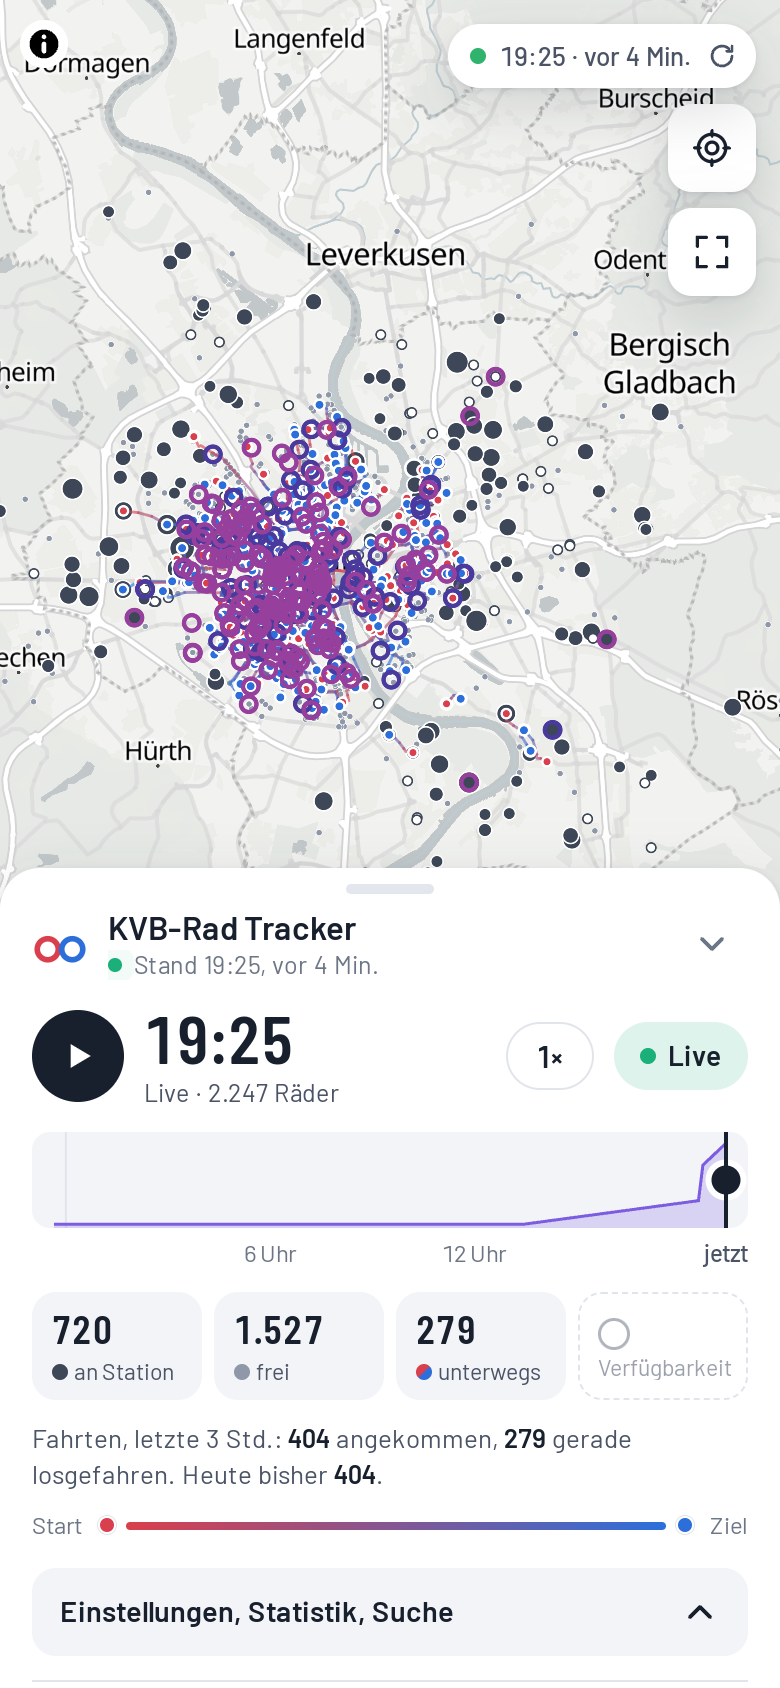 Langenfeld
Dormagen
19:25 · vor 4 Min.
Burscheid
Leverkusen
Odent
Bergisch
Gladbach
heim
echen
Rös
Hürth
KVB-Rad Tracker
Stand 19:25, vor 4 Min.
19:25
Live · 2.247 Räder
1×
Live
6 Uhr
12 Uhr
jetzt
720
an Station
1.527
frei
279
unterwegs
Verfügbarkeit
Fahrten, letzte 3 Std.: 404 angekommen, 279 gerade
losgefahren. Heute bisher 404.
Start
Ziel
Einstellungen, Statistik, Suche